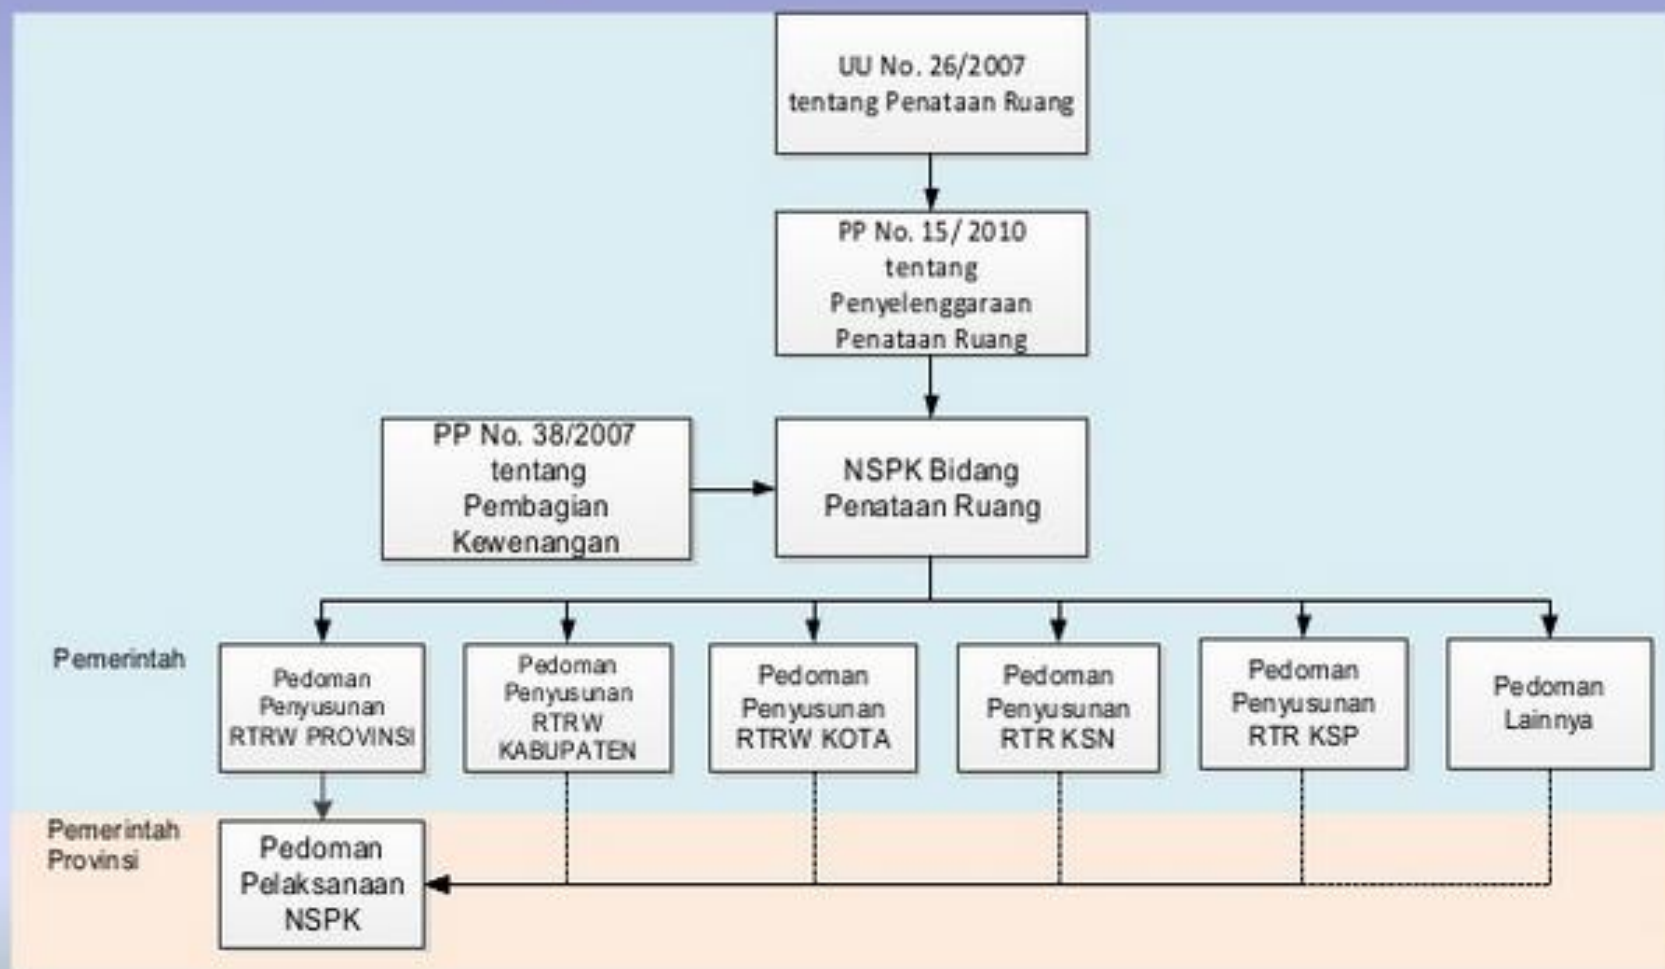 UU No. 26/2007
tentang Penataan Ruang
PP No. 15/ 2010
tentang
Penyelenggaraan
Penataan Ruang
PP No. 38/2007
tentang
Pembagian
Kewenangan
NSPK Bidang
Penataan Ruang
Pemerintah
Pedoman
Penyusunan
RTRW PROVINSI
Pedoman
Penyusunan
RTRW
KABUPATEN
Pedoman
Penyusunan
RTRW KOTA
Pedoman
Penyusunan
RTR KSN
Pedoman
Penyusunan
RTR KSP
Pedoman
Lainnya
Pemerintah
Provinsi
Pedoman
Pelaksanaan
NSPK